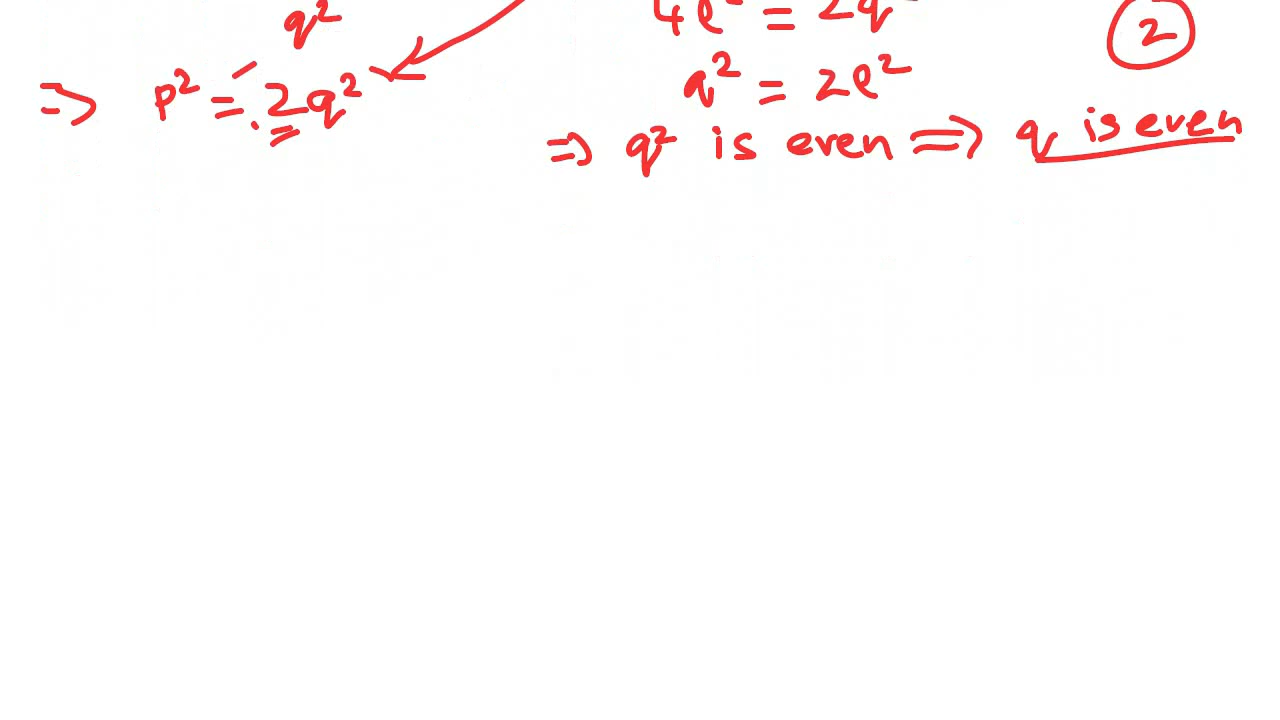 q²
=> p² = 2q²
4l² = 2q²
q² = 2l²
=> q² is even => q is even
2